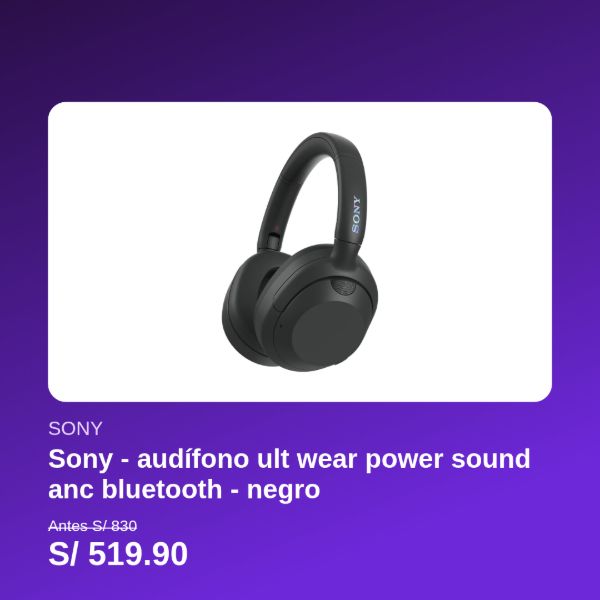 SONY
SONY
Sony - audífono ult wear power sound
anc bluetooth - negro
Antes S/ 830
S/ 519.90